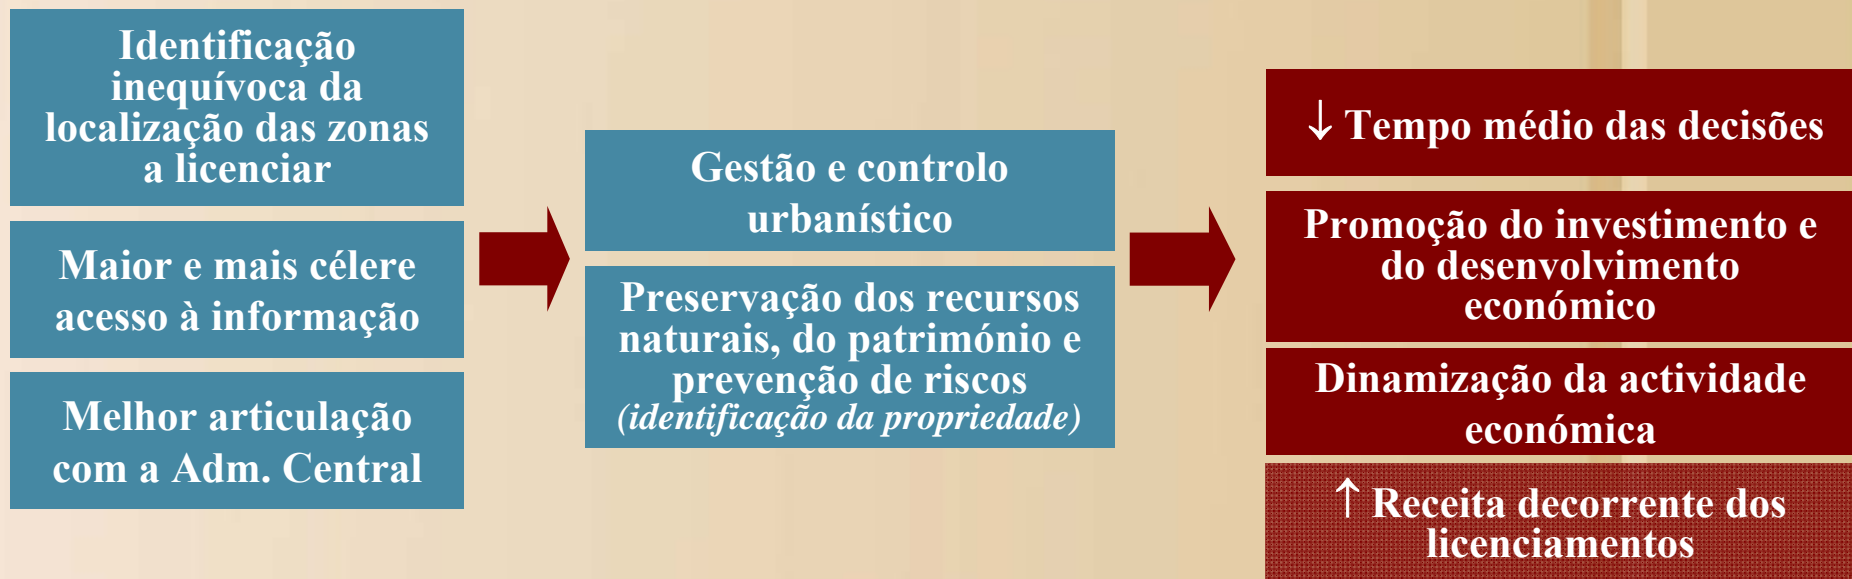 Identificação
inequívoca da
localização das zonas
a licenciar
Maior e mais célere
acesso à informação
Melhor articulação
com a Adm. Central
Gestão e controlo
urbanístico
Preservação dos recursos
naturais, do património e
prevenção de riscos
(identificação da propriedade)
↓ Tempo médio das decisões
Promoção do investimento e
do desenvolvimento
económico
Dinamização da actividade
económica
↑ Receita decorrente dos
licenciamentos